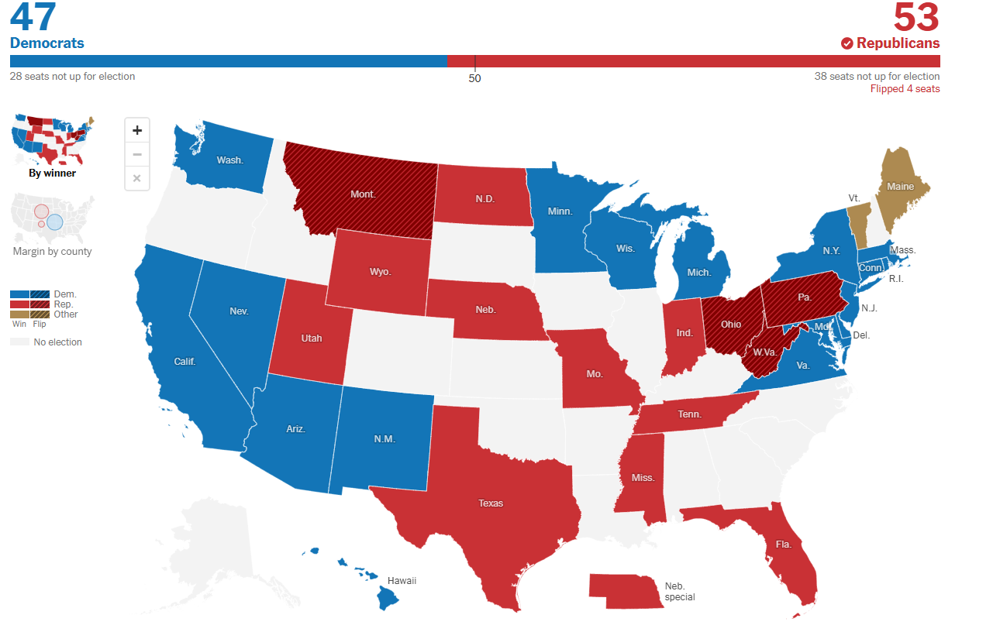 47
53
Democrats
Republicans
28 seats not up for election
50
38 seats not up for election
Flipped 4 seats
+
−
×
By winner
Margin by county
Dem.
Rep.
Other
Win Flip
No election
Wash.
Mont.
N.D.
Minn.
Wis.
Mich.
Vt.
Maine
N.Y.
Mass.
Conn.
R.I.
Wyo.
Nev.
Utah
Neb.
Ind.
Ohio
Pa.
N.J.
Md.
Del.
W.Va.
Va.
Calif.
Mo.
Ariz.
N.M.
Tenn.
Miss.
Texas
Fla.
Hawaii
Neb.
special